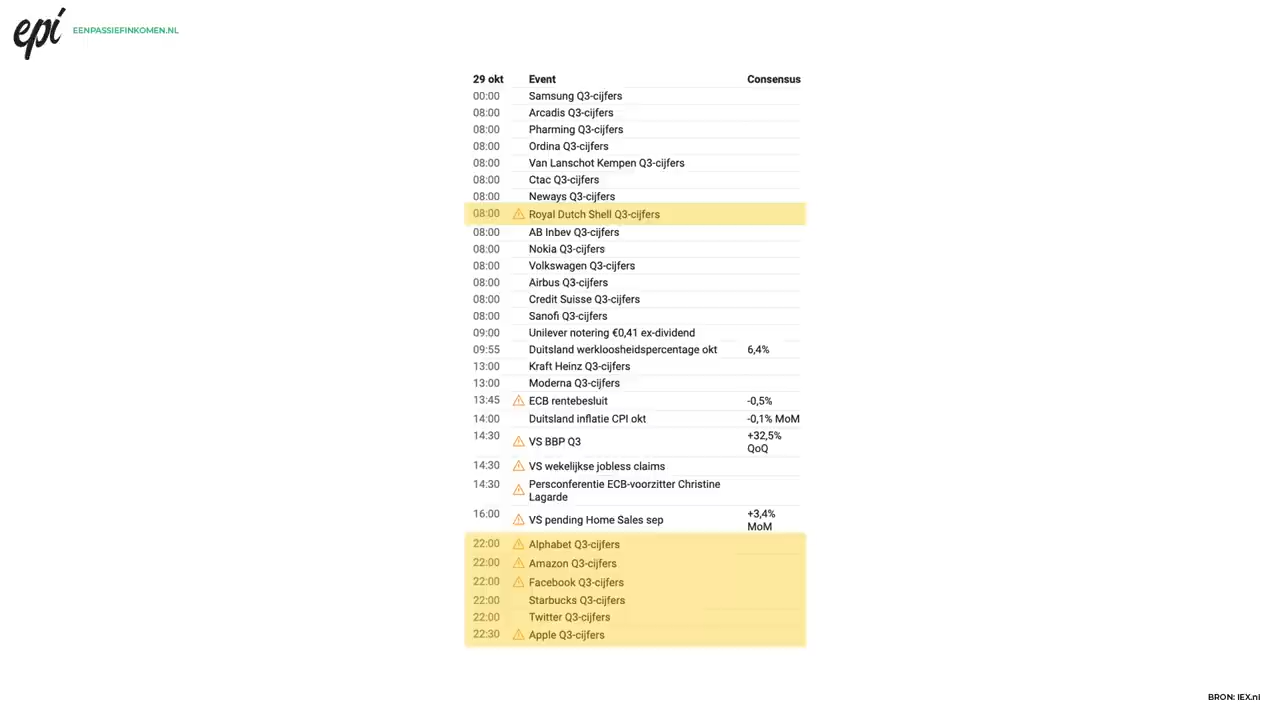 epi EENPASSIEFINKOMEN.NL
29 okt Event Consensus
00:00 Samsung Q3-cijfers
08:00 Arcadis Q3-cijfers
08:00 Pharming Q3-cijfers
08:00 Ordina Q3-cijfers
08:00 Van Lanschot Kempen Q3-cijfers
08:00 Ctac Q3-cijfers
08:00 Neways Q3-cijfers
08:00 Royal Dutch Shell Q3-cijfers
08:00 AB Inbev Q3-cijfers
08:00 Nokia Q3-cijfers
08:00 Volkswagen Q3-cijfers
08:00 Airbus Q3-cijfers
08:00 Credit Suisse Q3-cijfers
08:00 Sanofi Q3-cijfers
09:00 Unilever notering €0,41 ex-dividend
09:55 Duitsland werkloosheidspercentage okt 6,4%
13:00 Kraft Heinz Q3-cijfers
13:00 Moderna Q3-cijfers
13:45 ECB rentebesluit -0,5%
14:00 Duitsland inflatie CPI okt -0,1% MoM
14:30 VS BBP Q3 +32,5%
QoQ
14:30 VS wekelijkse jobless claims
14:30 Persconferentie ECB-voorzitter Christine
Lagarde
16:00 VS pending Home Sales sep +3,4%
MoM
22:00 Alphabet Q3-cijfers
22:00 Amazon Q3-cijfers
22:00 Facebook Q3-cijfers
22:00 Starbucks Q3-cijfers
22:00 Twitter Q3-cijfers
22:30 Apple Q3-cijfers
BRON: IEX.nl